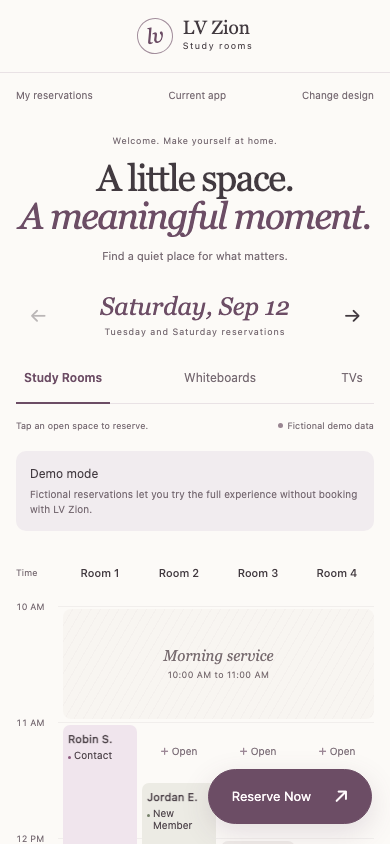 lv
LV Zion
Study rooms
My reservations
Current app
Change design
Welcome. Make yourself at home.
A little space.
A meaningful moment.
Find a quiet place for what matters.
← Saturday, Sep 12 →
Tuesday and Saturday reservations
Study Rooms
Whiteboards
TVs
Tap an open space to reserve.
Fictional demo data
Demo mode
Fictional reservations let you try the full experience without booking
with LV Zion.
Time
Room 1
Room 2
Room 3
Room 4
10 AM
Morning service
10:00 AM to 11:00 AM
11 AM
Robin S.
• Contact
+ Open
+ Open
+ Open
Jordan E.
• New
Member
Reserve Now
12 PM